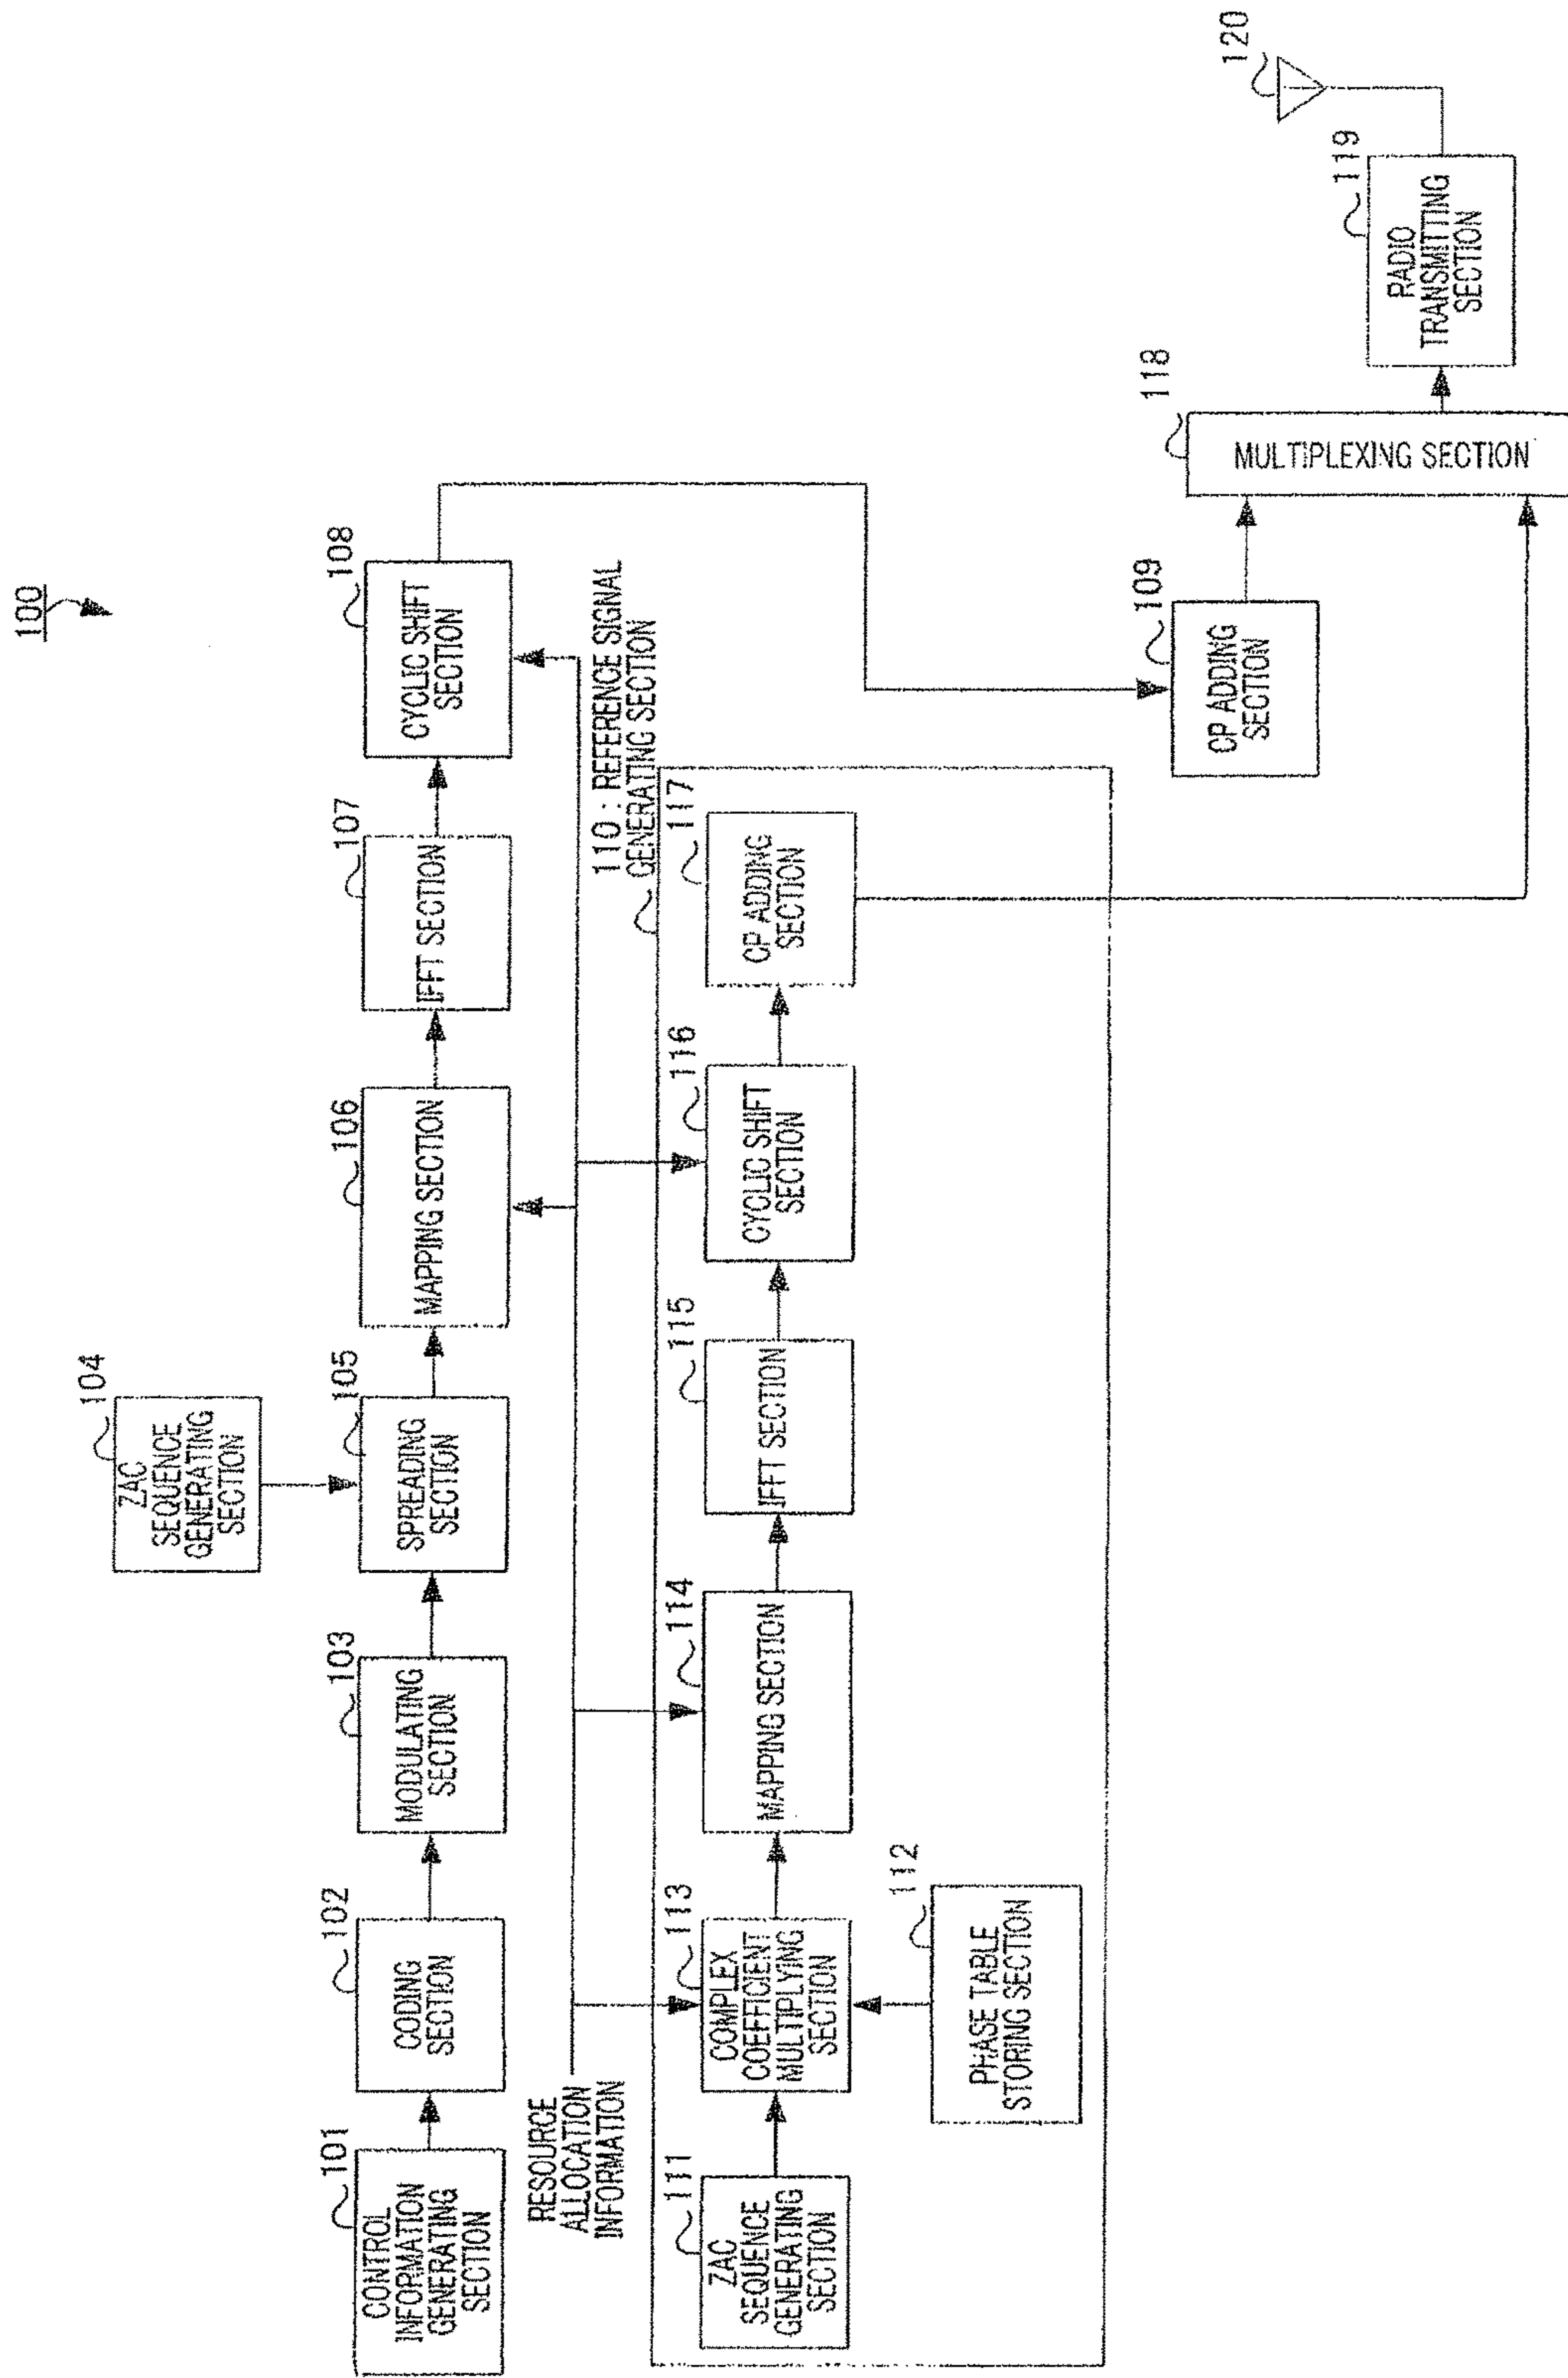 100
104
ZAC
SEQUENCE
GENERATING
SECTION
101
CONTROL
INFORMATION
GENERATING
SECTION
102
CODING
SECTION
103
MODULATING
SECTION
105
SPREADING
SECTION
106
MAPPING SECTION
107
IFFT SECTION
108
CYCLIC SHIFT
SECTION
RESOURCE
ALLOCATION
INFORMATION
110 : REFERENCE SIGNAL
GENERATING SECTION
111
ZAC
SEQUENCE
GENERATING
SECTION
113
COMPLEX
COEFFICIENT
MULTIPLYING
SECTION
114
MAPPING SECTION
115
IFFT SECTION
116
CYCLIC SHIFT
SECTION
117
CP ADDING
SECTION
112
PHASE TABLE
STORING SECTION
109
CP ADDING
SECTION
118
MULTIPLEXING SECTION
119
RADIO
TRANSMITTING
SECTION
120